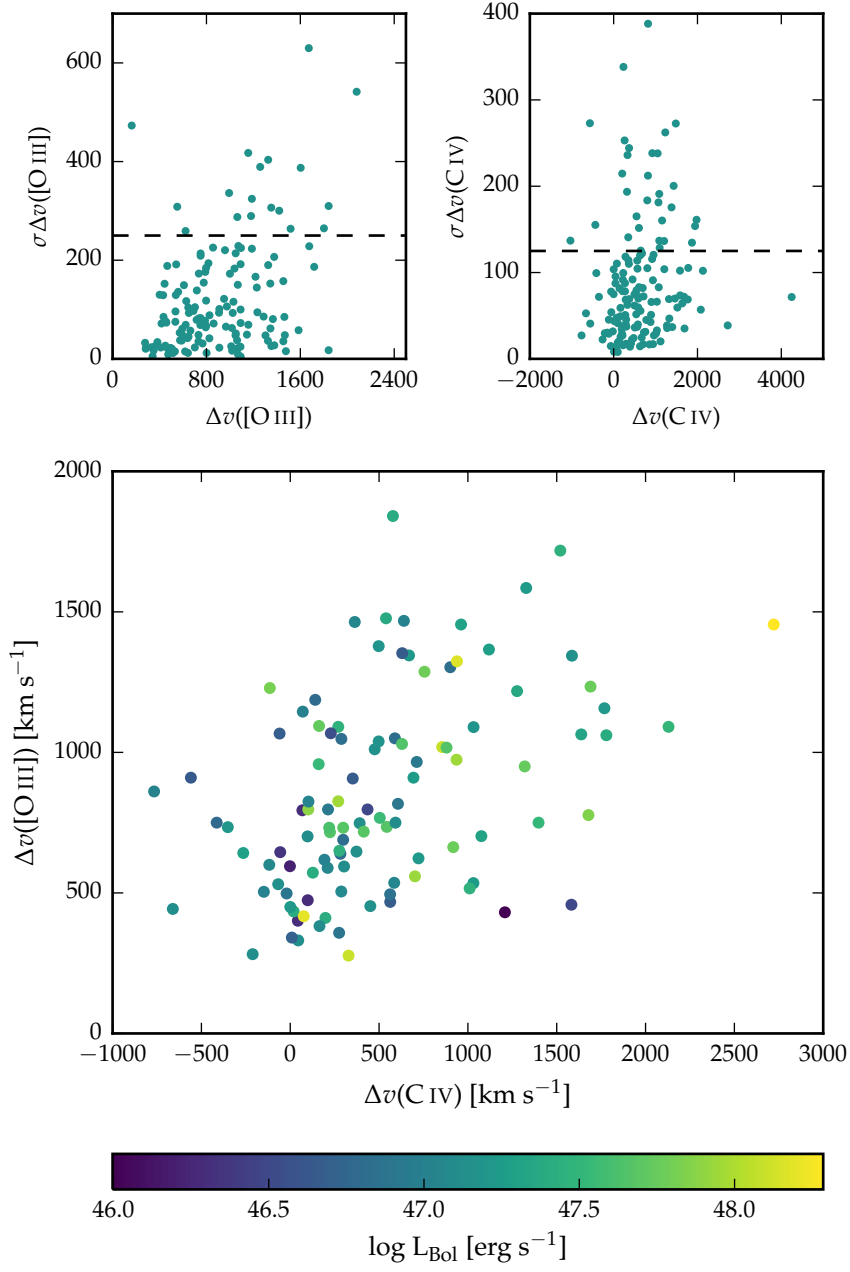 600
400
200
0
σΔv([O III])
0 800 1600 2400
Δv([O III])
400
300
200
100
0
σΔv(C IV)
−2000 0 2000 4000
Δv(C IV)
2000
1500
1000
500
0
Δv([O III]) [km s⁻¹]
−1000 −500 0 500 1000 1500 2000 2500 3000
Δv(C IV) [km s⁻¹]
46.0 46.5 47.0 47.5 48.0
log L_Bol [erg s⁻¹]